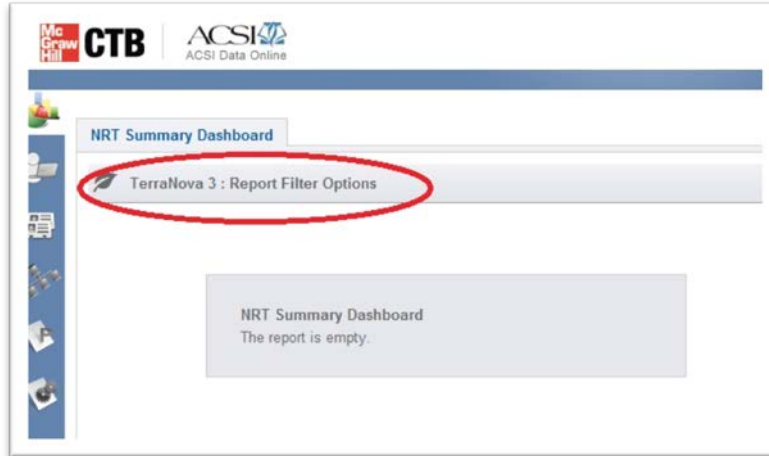 Mc
Graw
Hill
CTB
ACSI
ACSI Data Online
NRT Summary Dashboard
TerraNova 3 : Report Filter Options
NRT Summary Dashboard
The report is empty.
P